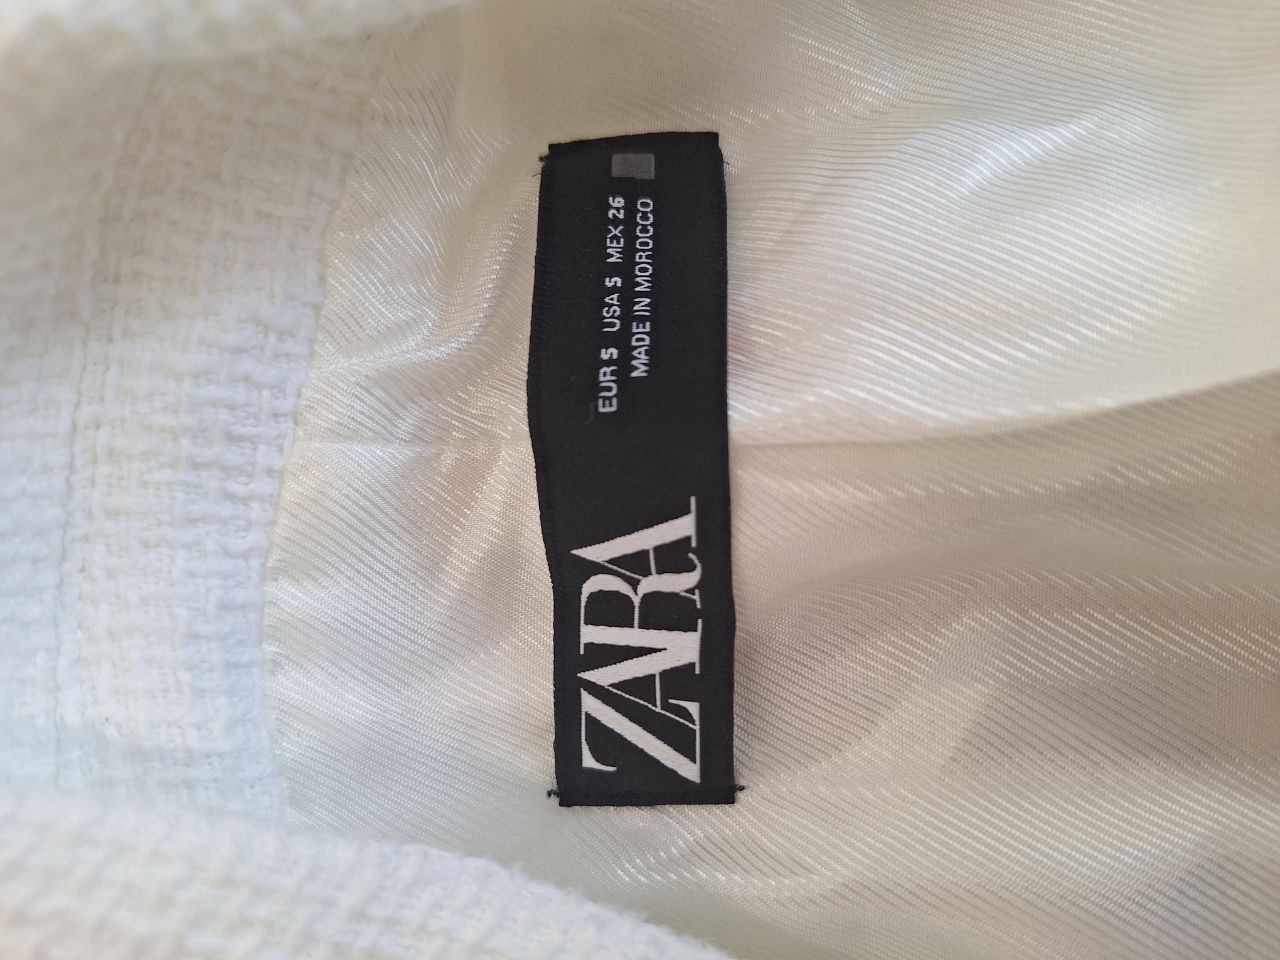 ZARA
EUR S USA S MEX 26
MADE IN MOROCCO